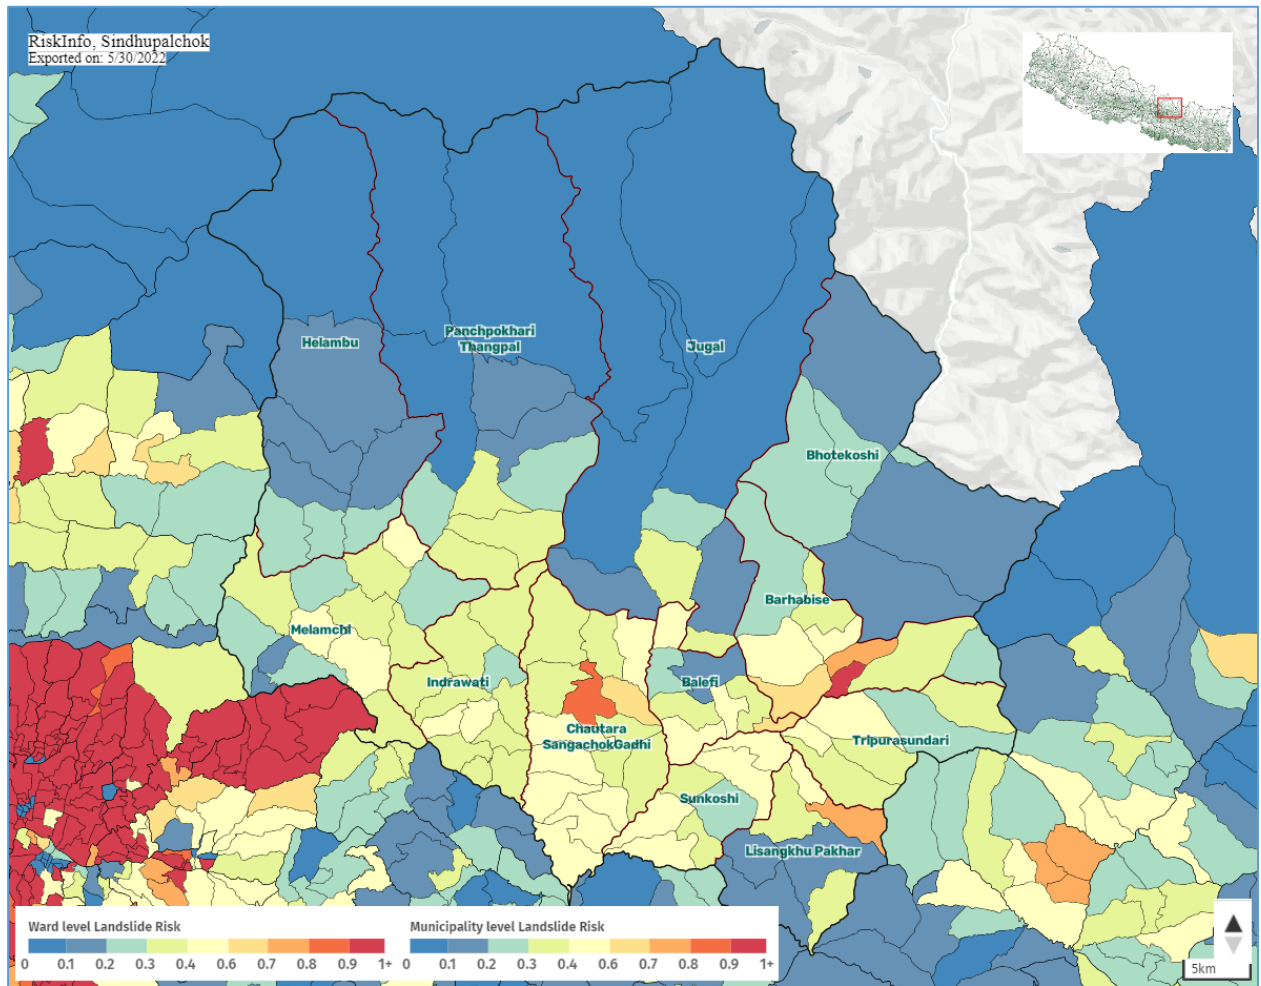 RiskInfo, Sindhupalchok
Exported on: 5/30/2022
Helambu
Panchpokhari
Thangpal
Jugal
Bhotekoshi
Barhabise
Melamchi
Indrawati
Balefi
Chautara
SangachokGadhi
Tripurasundari
Sunkoshi
Lisangkhu Pakhar
Ward level Landslide Risk
0 0.1 0.2 0.3 0.4 0.6 0.7 0.8 0.9 1+
Municipality level Landslide Risk
0 0.1 0.2 0.3 0.4 0.6 0.7 0.8 0.9 1+
5km